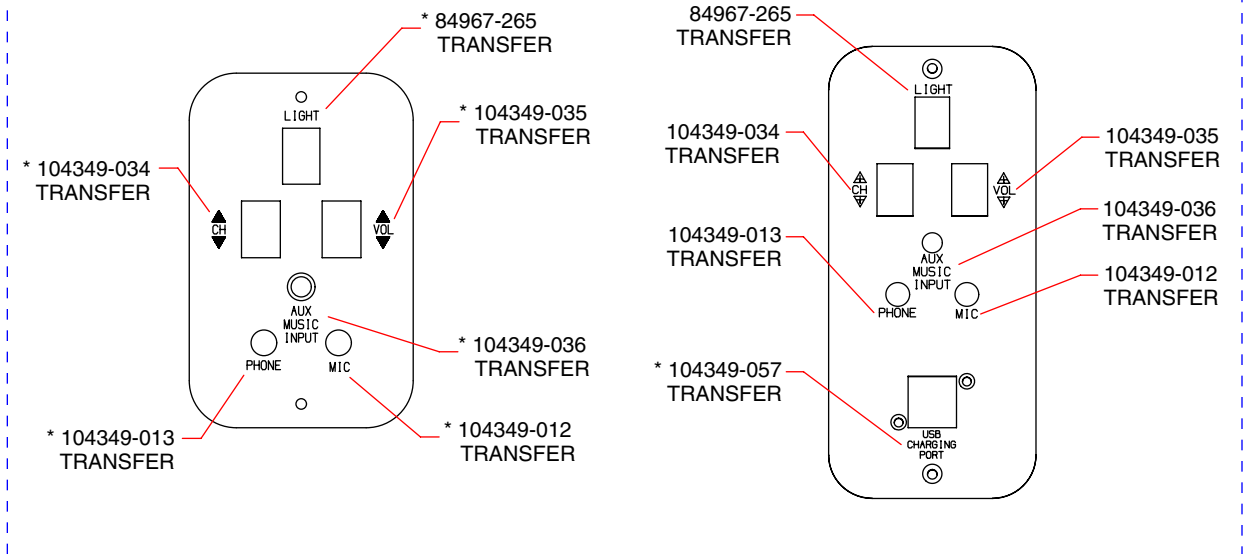 * 84967-265
TRANSFER
LIGHT
* 104349-035
TRANSFER
* 104349-034
TRANSFER
CH
VOL
AUX
MUSIC
INPUT
PHONE
MIC
* 104349-036
TRANSFER
* 104349-013
TRANSFER
* 104349-012
TRANSFER
84967-265
TRANSFER
LIGHT
104349-034
TRANSFER
104349-035
TRANSFER
CH
VOL
104349-036
TRANSFER
104349-013
TRANSFER
AUX
MUSIC
INPUT
104349-012
TRANSFER
PHONE
MIC
* 104349-057
TRANSFER
USB
CHARGING
PORT